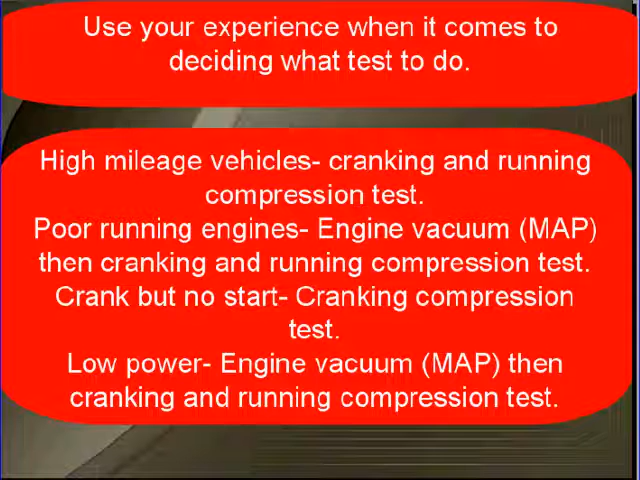 Use your experience when it comes to
deciding what test to do.
High mileage vehicles- cranking and running
compression test.
Poor running engines- Engine vacuum (MAP)
then cranking and running compression test.
Crank but no start- Cranking compression
test.
Low power- Engine vacuum (MAP) then
cranking and running compression test.